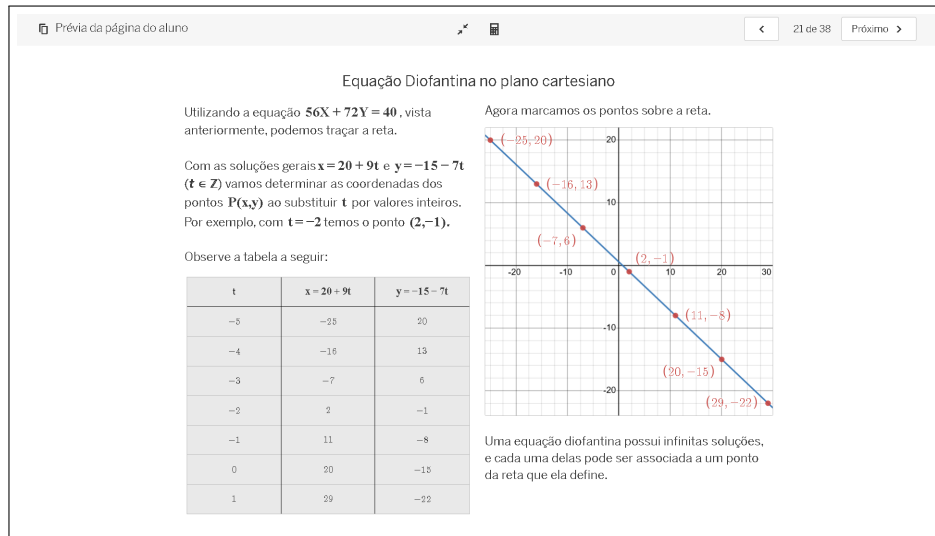 Prévia da página do aluno
21 de 38
Próximo
Equação Diofantina no plano cartesiano
Utilizando a equação 56X + 72Y = 40 , vista
anteriormente, podemos traçar a reta.
Com as soluções gerais x = 20 + 9t e y = −15 − 7t
(t ∈ Z) vamos determinar as coordenadas dos
pontos P(x,y) ao substituir t por valores inteiros.
Por exemplo, com t = −2 temos o ponto (2,−1).
Observe a tabela a seguir:
t x = 20 + 9t y = −15 − 7t
−5 −25 20
−4 −16 13
−3 −7 6
−2 2 −1
−1 11 −8
0 20 −15
1 29 −22
Agora marcamos os pontos sobre a reta.
(−25, 20) 20
(−16, 13)
10
(−7, 6)
(2, −1)
-20 -10 0 10 20 30
(11, −8)
-10
(20, −15)
-20
(29, −22)
Uma equação diofantina possui infinitas soluções,
e cada uma delas pode ser associada a um ponto
da reta que ela define.